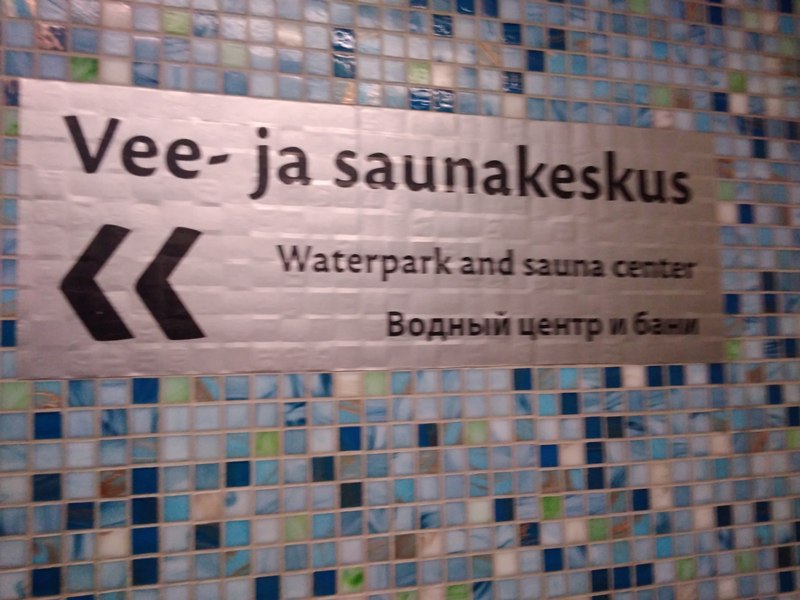 Vee- ja saunakeskus
Waterpark and sauna center
Водный центр и бани